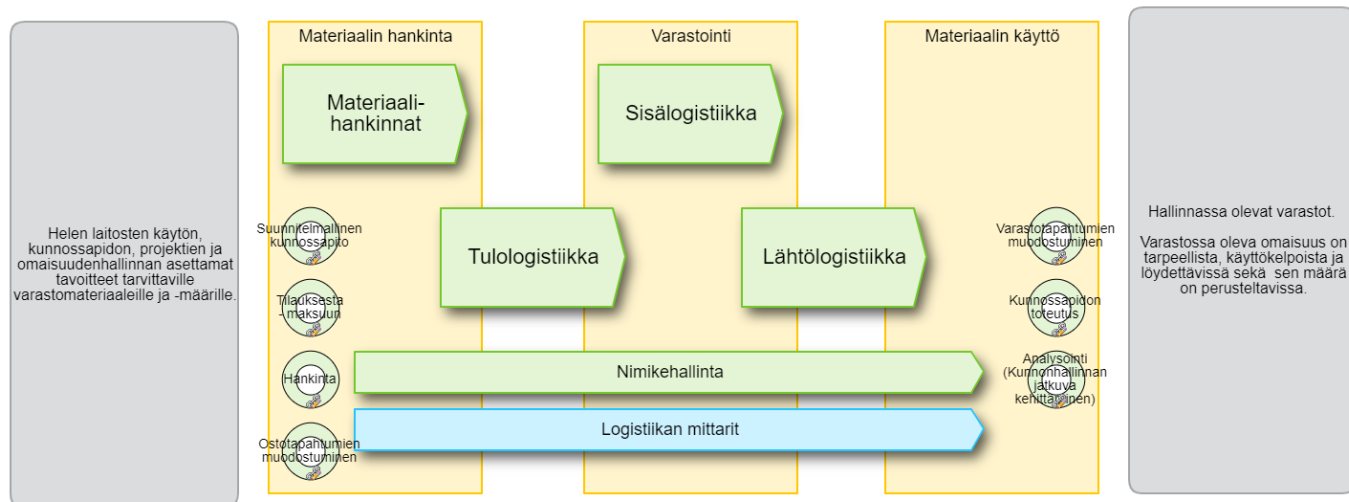 Materiaalin hankinta
Varastointi
Materiaalin käyttö
Materiaali-
hankinnat
Sisälogistiikka
Helen laitosten käytön,
kunnossapidon, projektien ja
omaisuudenhallinnan asettamat
tavoitteet tarvittaville
varastomateriaaleille ja -määrille.
Suunnitelmallinen
kunnossapito
Tulologistiikka
Lähtölogistiikka
Varastotapahtumien
muodostuminen
Hallinnassa olevat varastot.
Varastossa oleva omaisuus on
tarpeellista, käyttökelpoista ja
löydettävissä sekä  sen määrä
on perusteltavissa.
Tilauksesta
- maksuun
Kunnossapidon
toteutus
Hankinta
Nimikehallinta
Analysointi
(Kunnonhallinnan
jatkuva
kehittäminen)
Logistiikan mittarit
Ostotapahtumien
muodostuminen